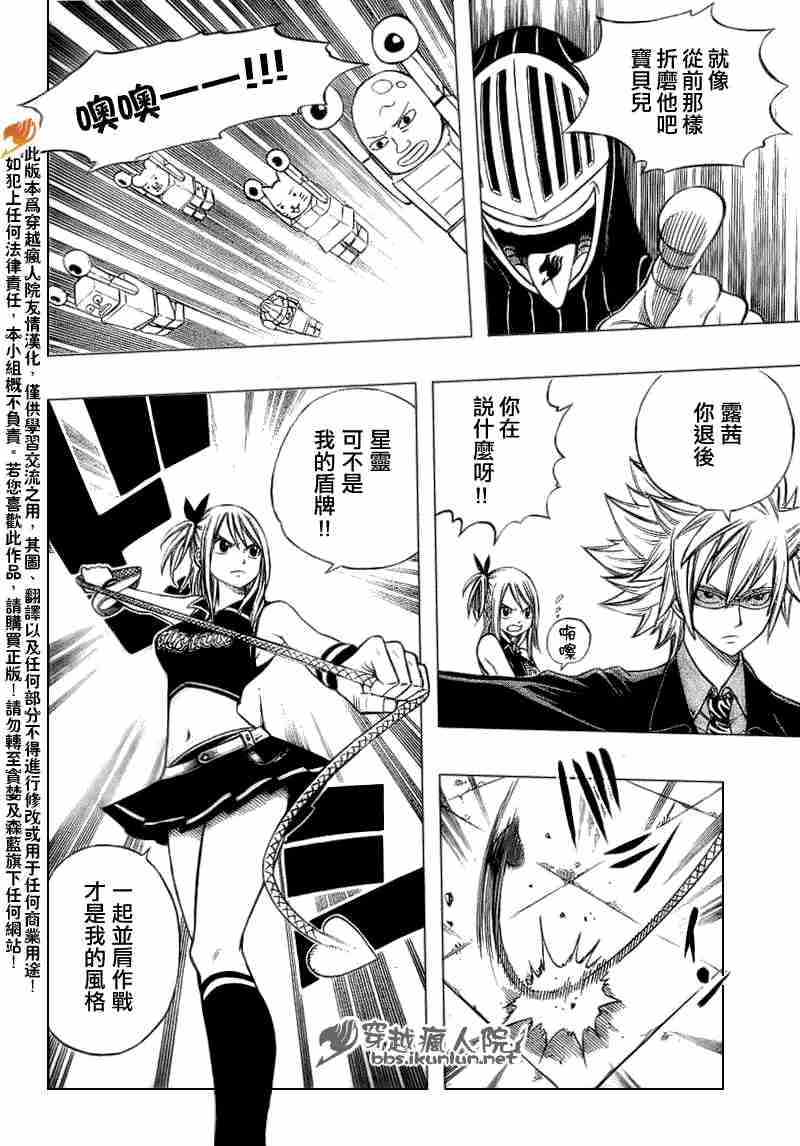 就像
從前那樣
折磨他吧
寶貝兒
噢噢——!!!
露茜
你退後
你在
説什麼呀!!
呃嚓
星靈
可不是
我的盾牌!!
一起並肩作戰
才是我的風格
此版本爲穿越瘋人院友情漢化，僅供學習交流之用，其圖、翻譯以及任何部分不得進行修改或用于任何商業用途！
如犯上任何法律責任，本小組概不負責。若您喜歡此作品，請購買正版！請勿轉至貪婪及森藍旗下任何網站！
穿越瘋人院
bbs.ikunlun.net